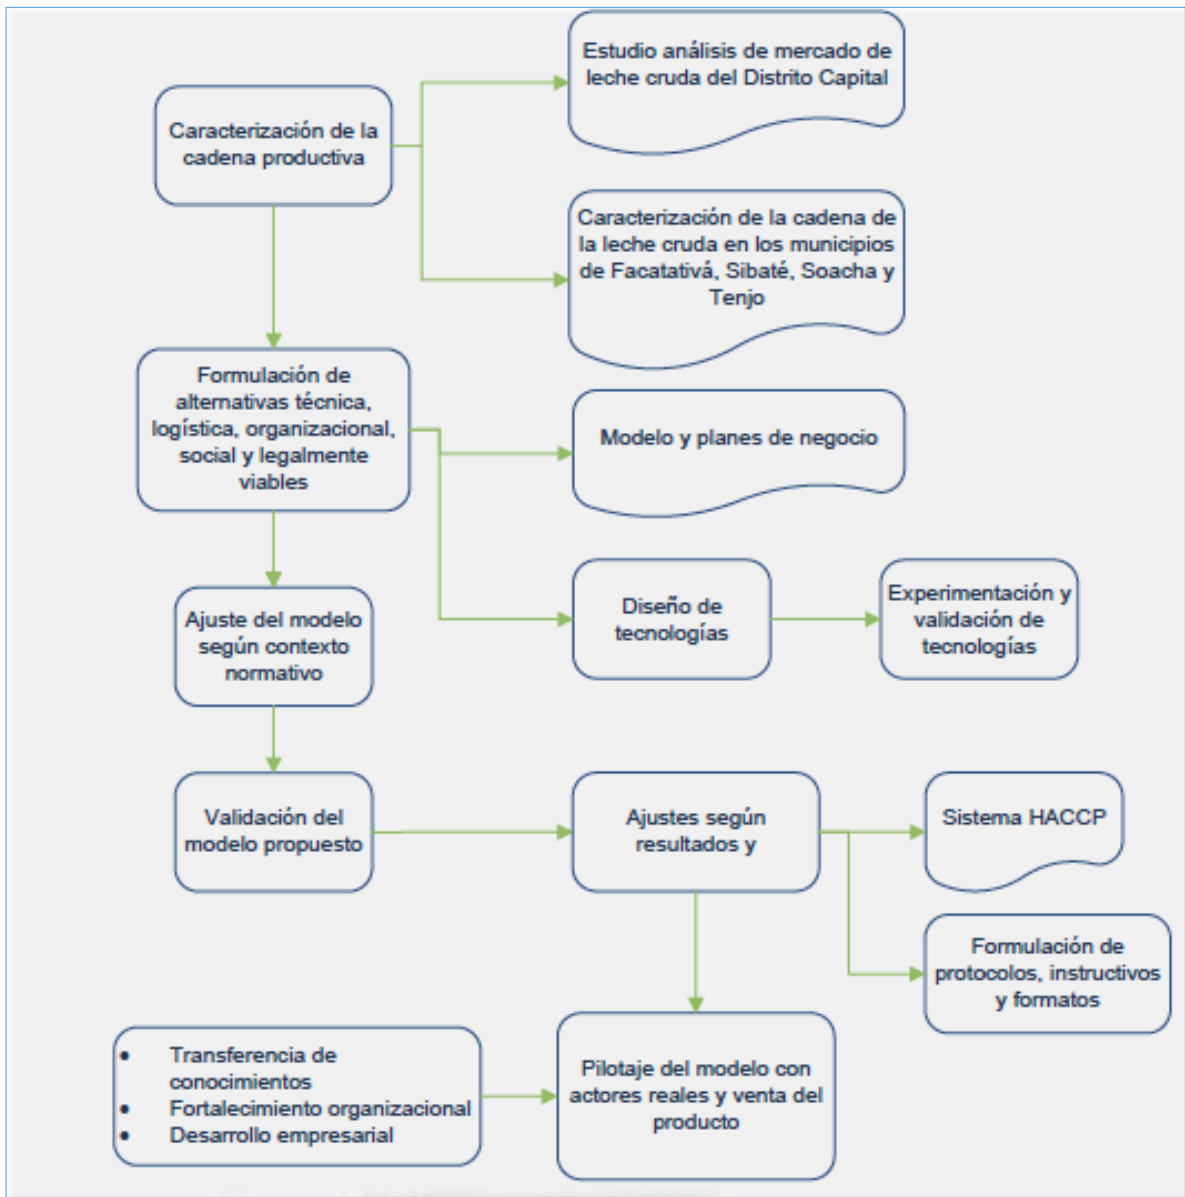 Estudio análisis de mercado de
leche cruda del Distrito Capital
Caracterización de la
cadena productiva
Caracterización de la cadena de
la leche cruda en los municipios
de Facatativá, Sibaté, Soacha y
Tenjo
Formulación de
alternativas técnica,
logística, organizacional,
social y legalmente
viables
Modelo y planes de negocio
Diseño de
tecnologías
Experimentación y
validación de
tecnologías
Ajuste del modelo
según contexto
normativo
Validación del
modelo propuesto
Ajustes según
resultados y
Sistema HACCP
Formulación de
protocolos, instructivos
y formatos
• Transferencia de
conocimientos
• Fortalecimiento organizacional
• Desarrollo empresarial
Pilotaje del modelo con
actores reales y venta del
producto